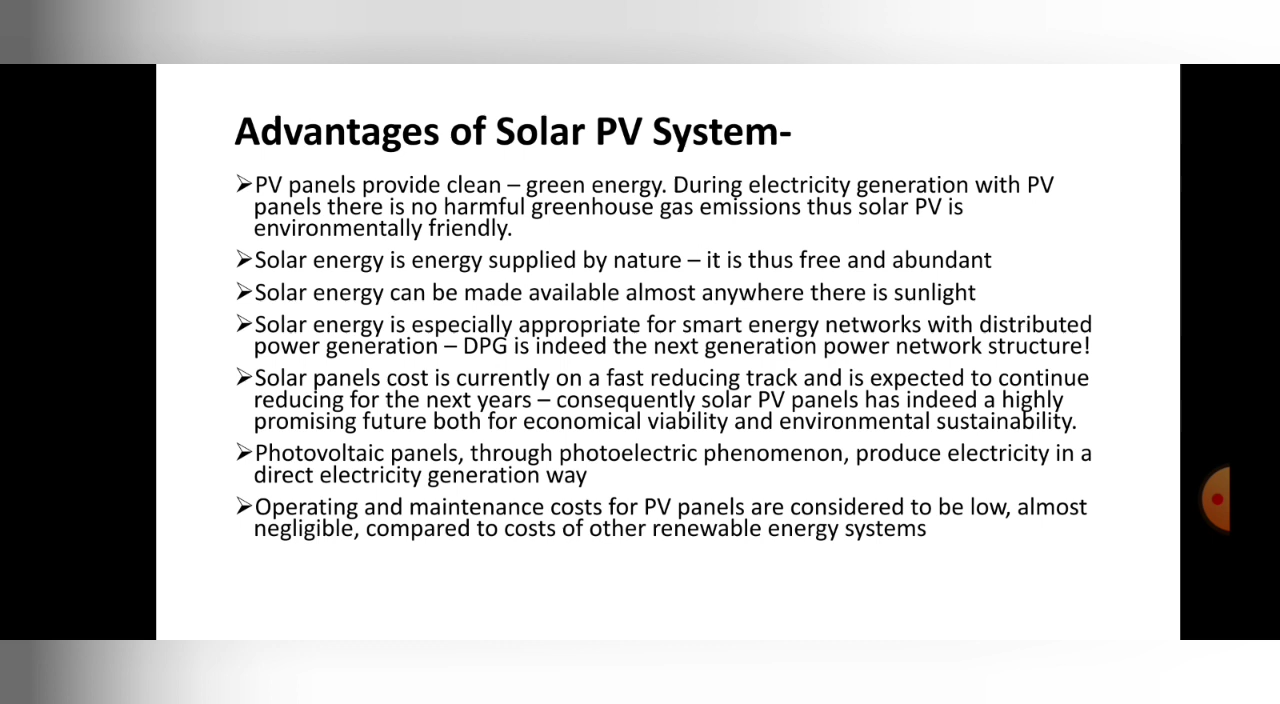 Advantages of Solar PV System-
➢PV panels provide clean – green energy. During electricity generation with PV
panels there is no harmful greenhouse gas emissions thus solar PV is
environmentally friendly.
➢Solar energy is energy supplied by nature – it is thus free and abundant
➢Solar energy can be made available almost anywhere there is sunlight
➢Solar energy is especially appropriate for smart energy networks with distributed
power generation – DPG is indeed the next generation power network structure!
➢Solar panels cost is currently on a fast reducing track and is expected to continue
reducing for the next years – consequently solar PV panels has indeed a highly
promising future both for economical viability and environmental sustainability.
➢Photovoltaic panels, through photoelectric phenomenon, produce electricity in a
direct electricity generation way
➢Operating and maintenance costs for PV panels are considered to be low, almost
negligible, compared to costs of other renewable energy systems